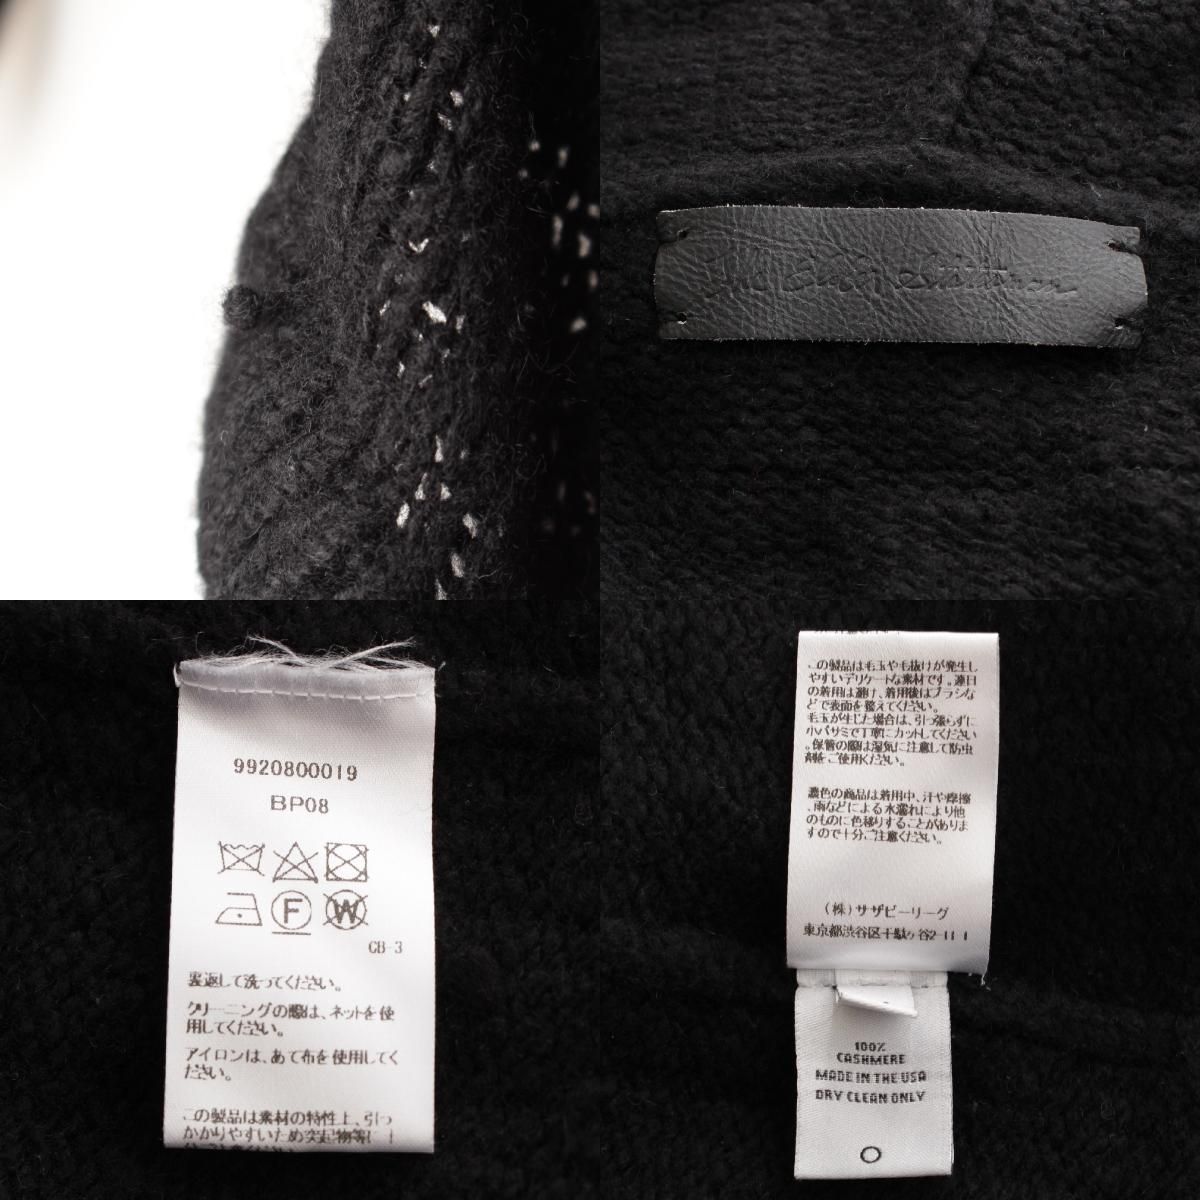 The Elder Statesman
9920800019
BP08
F
W
CB-3
裏返して洗ってください。
クリーニングの際は、ネットを使
用してください。
アイロンは、あて布を使用してく
ださい。
この製品は素材の特性上、引っ
かかりやすいため突起物等に
この製品は毛玉や毛抜けが発生し
やすいデリケートな素材です。連日
の着用は避け、着用後はブラシな
どで表面を整えてください。
毛玉が生じた場合は、引っ張らずに
小バサミで丁寧にカットしてください
。保管の際は湿気に注意して防虫
剤をご使用ください。
濃色の商品は着用中、汗や摩擦
、雨などによる水濡れにより他
のものに色移りすることがありま
すので十分ご注意ください。
(株)サザビーリーグ
東京都渋谷区千駄ヶ谷2-11-1
100%
CASHMERE
MADE IN THE USA
DRY CLEAN ONLY
O